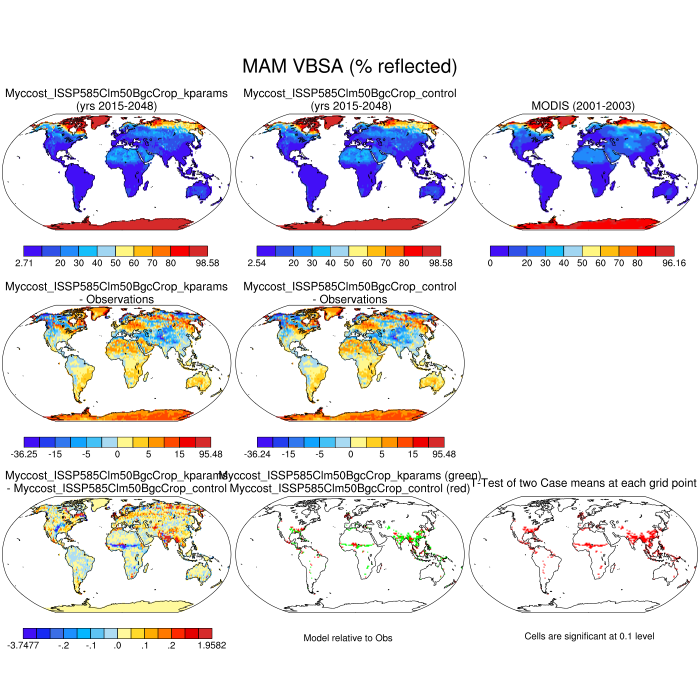 MAM VBSA (% reflected)
Myccost_ISSP585Clm50BgcCrop_kparams
(yrs 2015-2048)
Myccost_ISSP585Clm50BgcCrop_control
(yrs 2015-2048)
MODIS (2001-2003)
2.71 20 30 40 50 60 70 80 98.58
2.54 20 30 40 50 60 70 80 98.58
0 20 30 40 50 60 70 80 96.16
Myccost_ISSP585Clm50BgcCrop_kparams
- Observations
Myccost_ISSP585Clm50BgcCrop_control
- Observations
-36.25 -15 -5 0 5 15 95.48
-36.24 -15 -5 0 5 15 95.48
Myccost_ISSP585Clm50BgcCrop_kparams
- Myccost_ISSP585Clm50BgcCrop_control
Myccost_ISSP585Clm50BgcCrop_kparams (green)
Myccost_ISSP585Clm50BgcCrop_control (red)
T-Test of two Case means at each grid point
-3.7477 -.2 -.1 .0 .1 .2 1.9582
Model relative to Obs
Cells are significant at 0.1 level